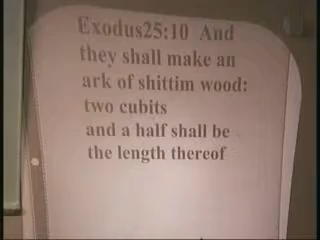 Exodus25:10 And
they shall make an
ark of shittim wood:
two cubits
and a half shall be
the length thereof